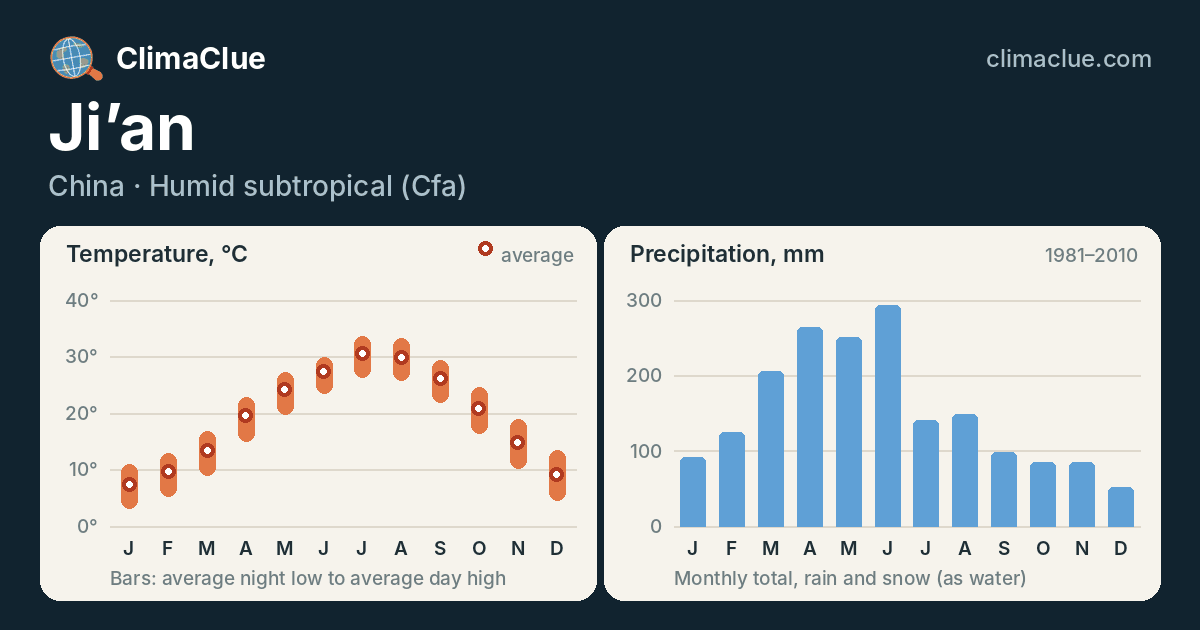 ClimaClue
climaclue.com
Ji’an
China · Humid subtropical (Cfa)
Temperature, °C
average
40°
30°
20°
10°
0°
J F M A M J J A S O N D
Bars: average night low to average day high
Precipitation, mm
1981–2010
300
200
100
0
J F M A M J J A S O N D
Monthly total, rain and snow (as water)